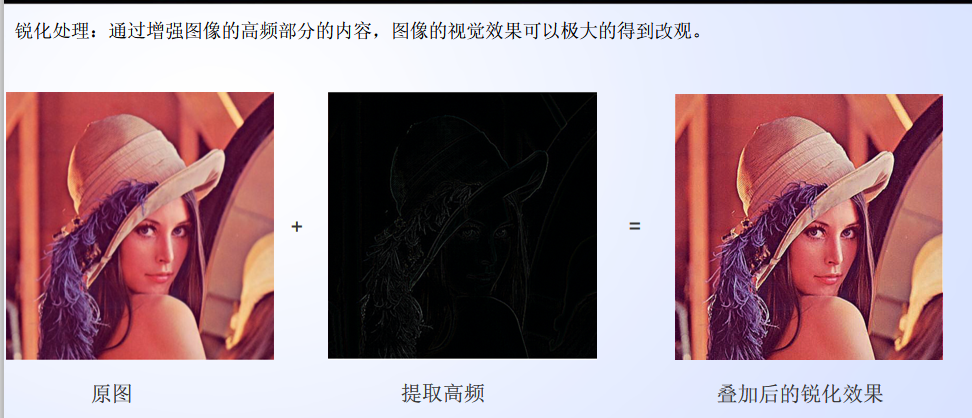 锐化处理：通过增强图像的高频部分的内容，图像的视觉效果可以极大的得到改观。
+
=
原图
提取高频
叠加后的锐化效果